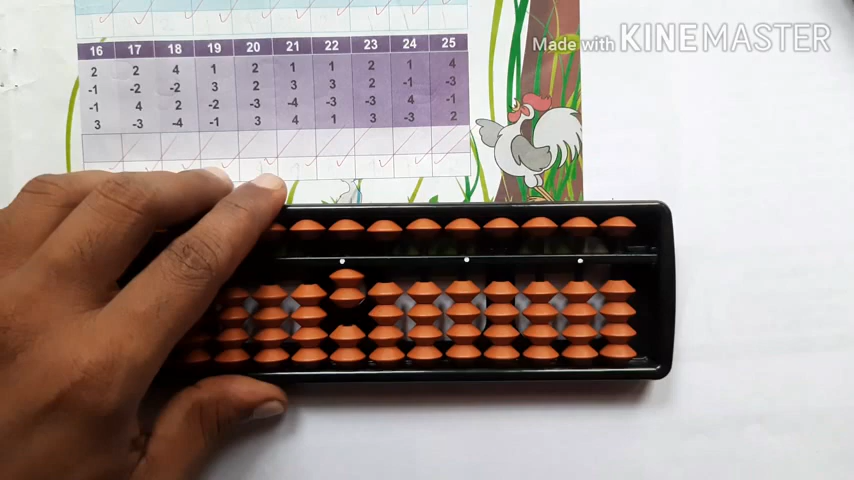 Made with KINEMASTER
16 17 18 19 20 21 22 23 24 25
2 2 4 1 2 1 1 2 1 4
-1 -2 -2 3 2 3 3 2 -1 -3
-1 4 2 -2 -3 -4 -3 -3 4 -1
3 -3 -4 -1 3 4 1 3 -3 2